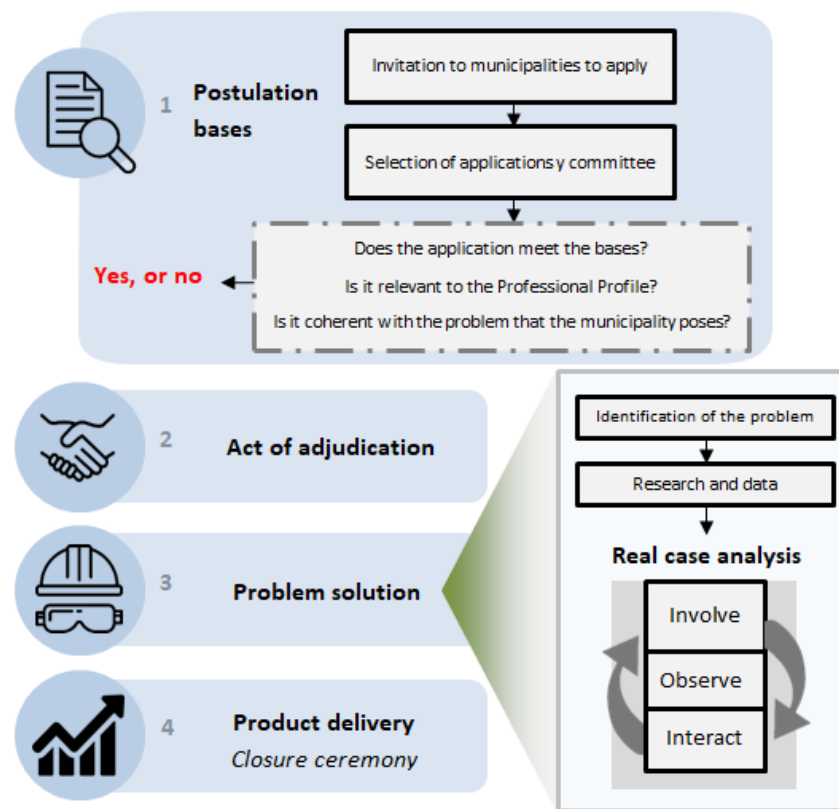 Invitation to municipalities to apply
1
Postulation
bases
Selection of applicationsy committee
Does the application meet the bases?
Yes, or no
Is it relevant to the Professional Profile?
Is it coherent with the problem that the municipality poses?
2
Act of adjudication
3
Problem solution
4
Product delivery
Closure ceremony
Identification of the problem
Research and data
Real case analysis
Involve
Observe
Interact